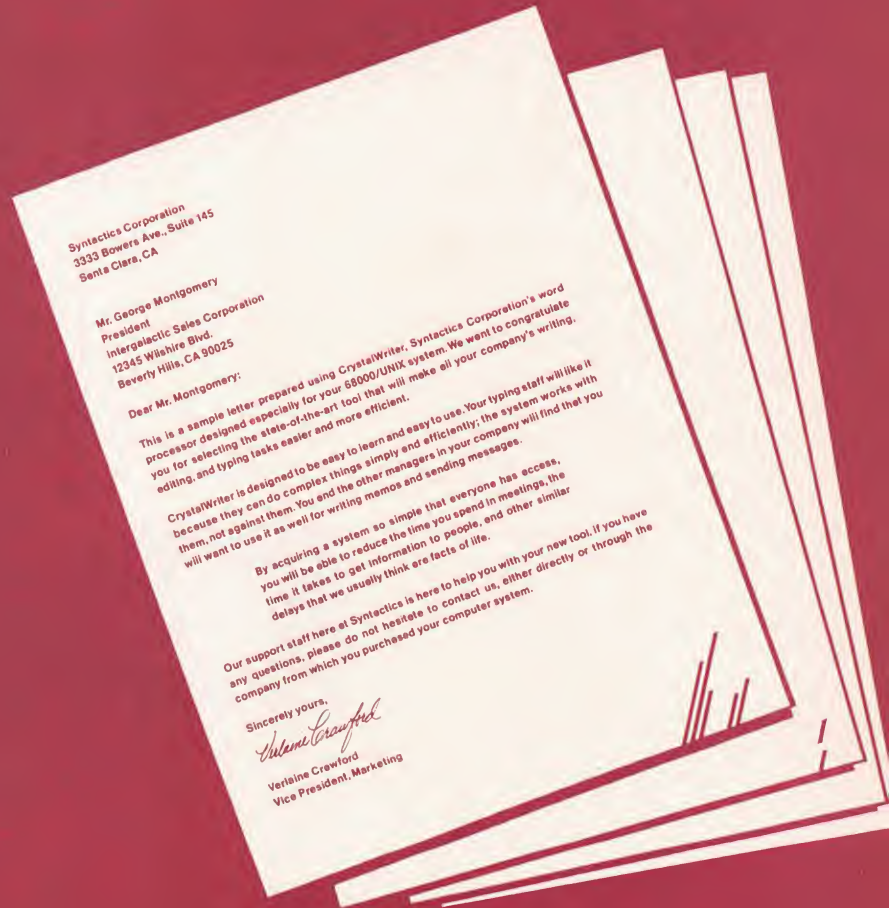 Syntactics Corporation
3333 Bowers Ave., Suite 145
Santa Clara, CA
Mr. George Montgomery
President
Intergalactic Sales Corporation
12345 Wilshire Blvd.
Beverly Hills, CA 90025
Dear Mr. Montgomery:
This is a sample letter prepared using CrystalWriter, Syntactics Corporation's word
processor designed especially for your 68000/UNIX system. We want to congratulate
you for selecting the state-of-the-art tool that will make all your company's writing,
editing, and typing tasks easier and more efficient.
CrystalWriter is designed to be easy to learn and easy to use. Your typing staff will like it
because they can do complex things simply and efficiently; the system works with
them, not against them. You and the other managers in your company will find that you
will want to use it as well for writing memos and sending messages.
By acquiring a system so simple that everyone has access,
you will be able to reduce the time you spend in meetings, the
time it takes to get information to people, and other similar
delays that we usually think are facts of life.
Our support staff here at Syntactics is here to help you with your new tool. If you have
any questions, please do not hesitate to contact us, either directly or through the
company from which you purchased your computer system.
Sincerely yours,
Verlaine Crawford
Verlaine Crawford
Vice President, Marketing